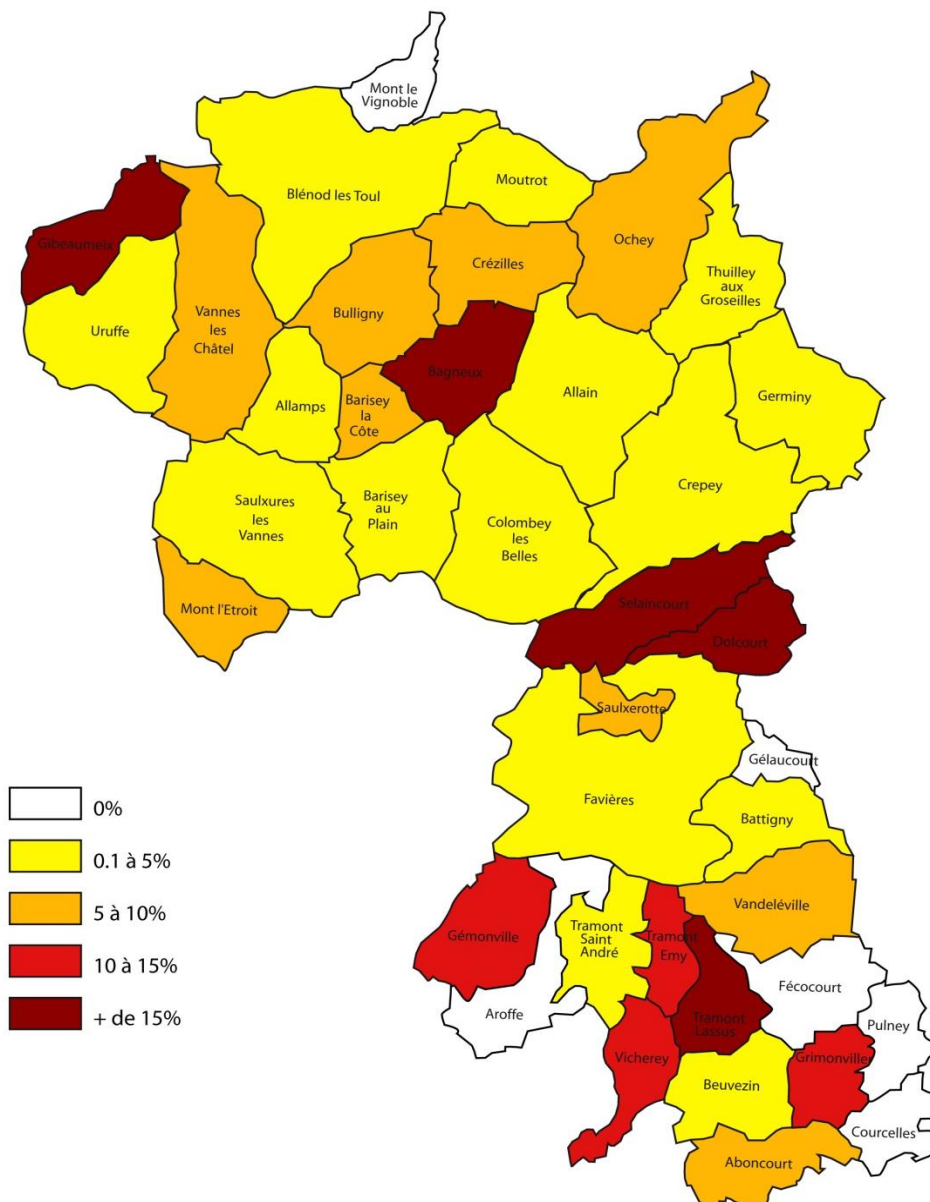 Mont le
Vignoble
Moutrot
Blénod les Toul
Gibeaumeix
Ochey
Crézilles
Thuilley
aux
Groseilles
Vannes
les
Châtel
Bulligny
Uruffe
Bagneux
Allain
Germiny
Allamps
Barisey
la
Côte
Crepey
Saulxures
les
Vannes
Barisey
au
Plain
Colombey
les
Belles
Selaincourt
Mont l'Etroit
Dolcourt
Saulxerotte
Gélaucourt
Favières
Battigny
0%
0.1 à 5%
5 à 10%
10 à 15%
+ de 15%
Vandeléville
Gémonville
Tramont
Saint
André
Tramont
Emy
Fécocourt
Aroffe
Tramont
Lassus
Pulney
Vicherey
Grimonviller
Beuvezin
Courcelles
Aboncourt